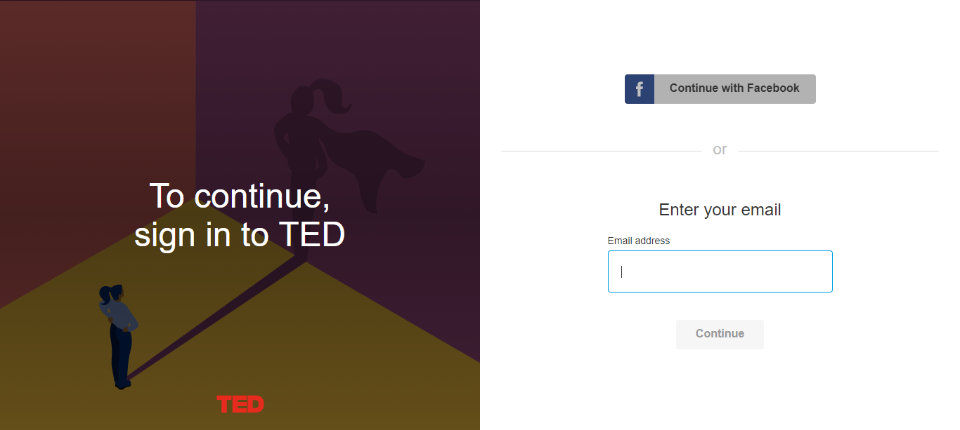 To continue,
sign in to TED
TED
f Continue with Facebook
or
Enter your email
Email address
Continue